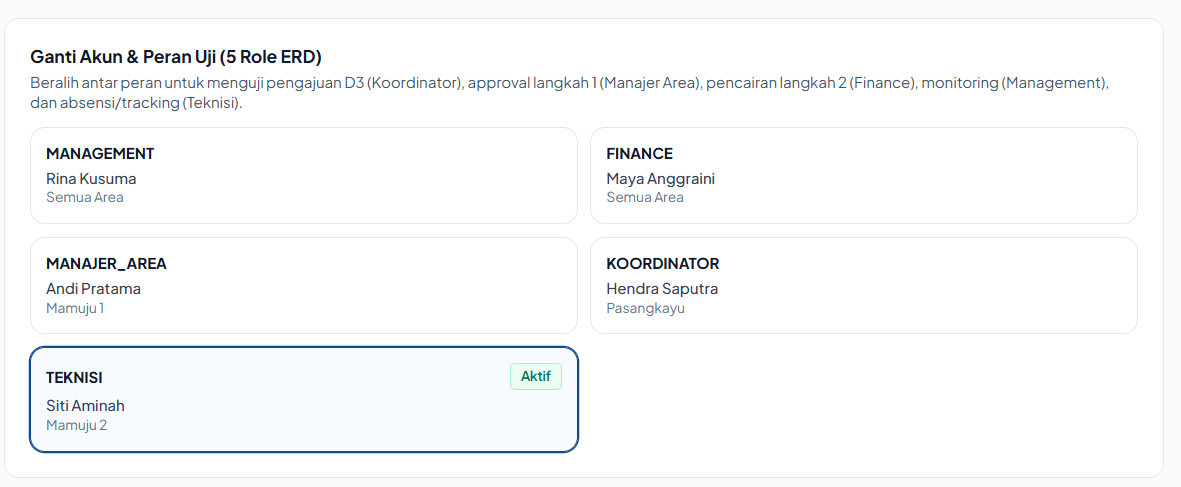 Ganti Akun & Peran Uji (5 Role ERD)
Beralih antar peran untuk menguji pengajuan D3 (Koordinator), approval langkah 1 (Manajer Area), pencairan langkah 2 (Finance), monitoring (Management),
dan absensi/tracking (Teknisi).
MANAGEMENT
Rina Kusuma
Semua Area
FINANCE
Maya Anggraini
Semua Area
MANAJER_AREA
Andi Pratama
Mamuju 1
KOORDINATOR
Hendra Saputra
Pasangkayu
TEKNISI
Aktif
Siti Aminah
Mamuju 2